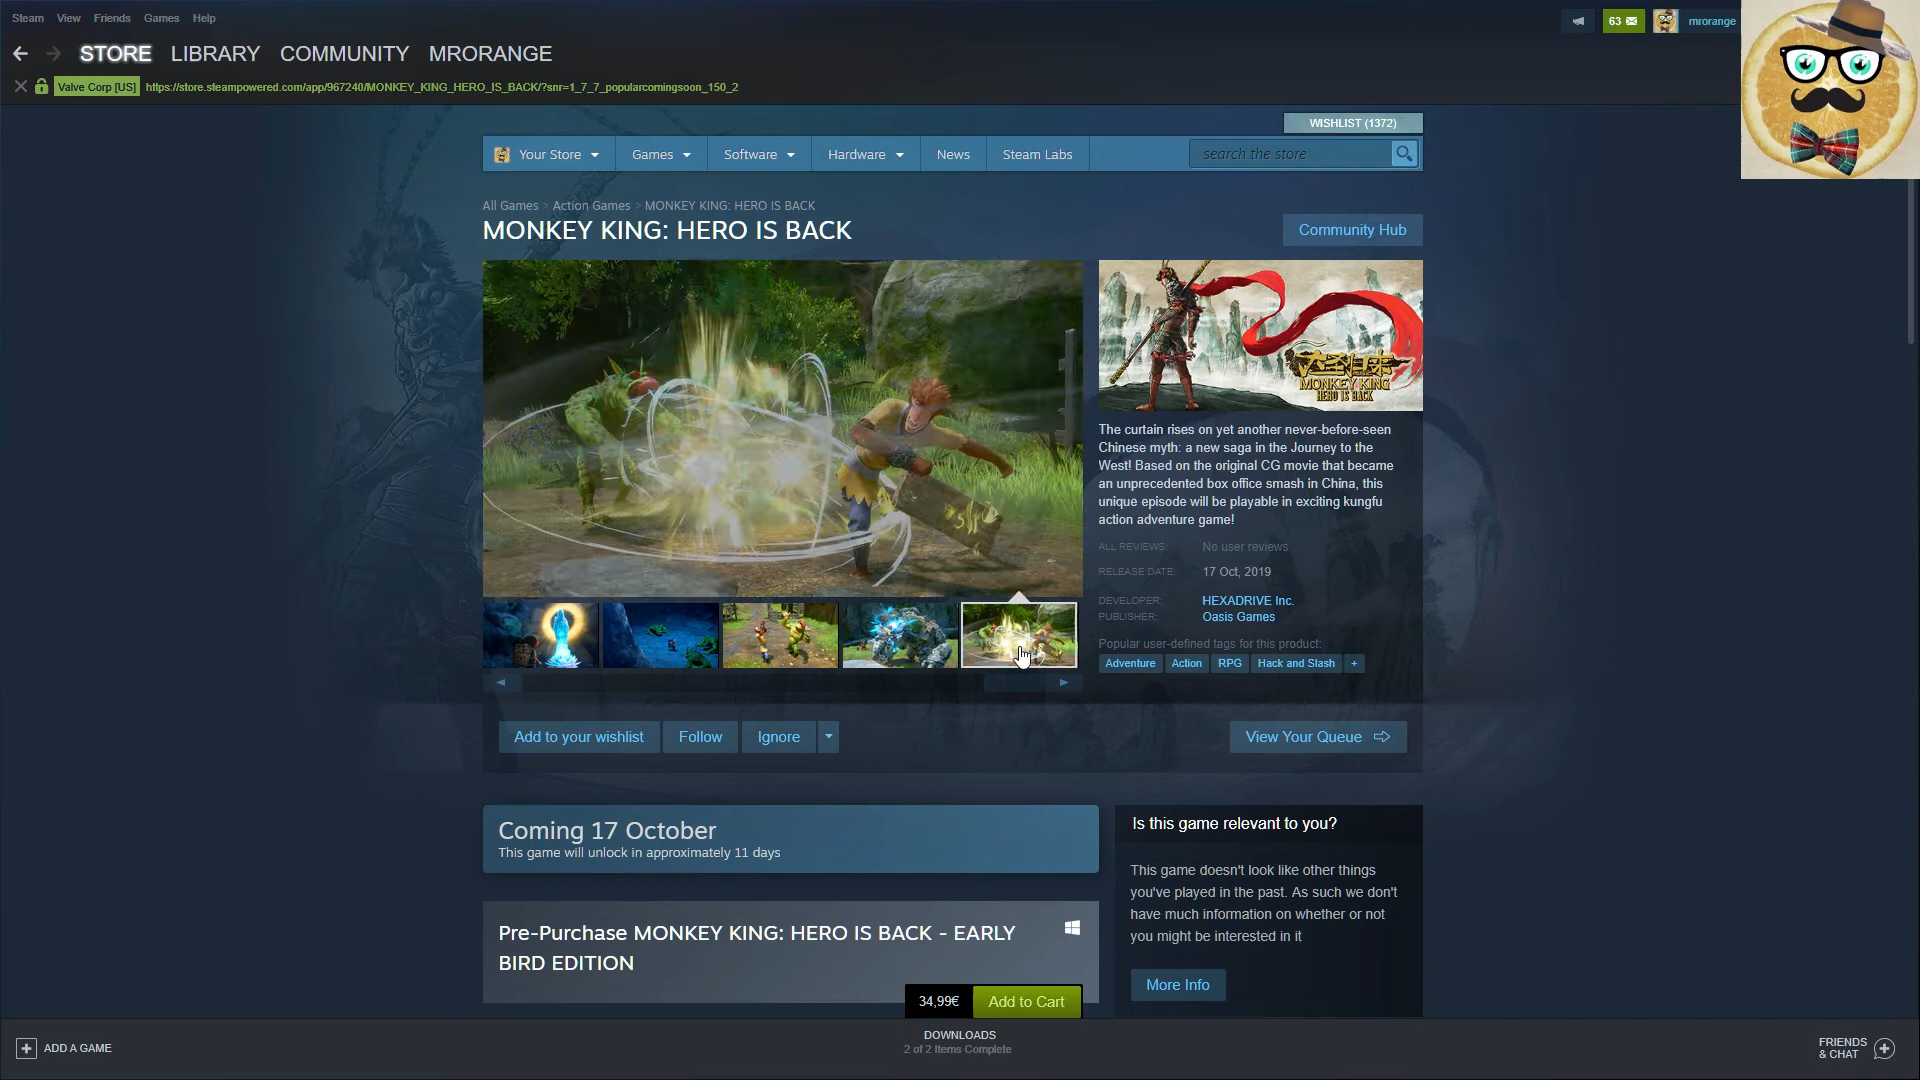 Steam View Friends Games Help
63 mrorange
STORE LIBRARY COMMUNITY MRORANGE
Valve Corp [US] https://store.steampowered.com/app/967240/MONKEY_KING_HERO_IS_BACK/?snr=1_7_7_popularcomingsoon_150_2
WISHLIST (1372)
Your Store Games Software Hardware News Steam Labs search the store
All Games > Action Games > MONKEY KING: HERO IS BACK
MONKEY KING: HERO IS BACK
Community Hub
大圣归来
MONKEY KING
HERO IS BACK
The curtain rises on yet another never-before-seen
Chinese myth: a new saga in the Journey to the
West! Based on the original CG movie that became
an unprecedented box office smash in China, this
unique episode will be playable in exciting kungfu
action adventure game!
ALL REVIEWS: No user reviews
RELEASE DATE: 17 Oct, 2019
DEVELOPER: HEXADRIVE Inc.
PUBLISHER: Oasis Games
Popular user-defined tags for this product:
Adventure Action RPG Hack and Slash +
Add to your wishlist Follow Ignore View Your Queue
Coming 17 October
This game will unlock in approximately 11 days
Is this game relevant to you?
This game doesn't look like other things
you've played in the past. As such we don't
have much information on whether or not
you might be interested in it
More Info
Pre-Purchase MONKEY KING: HERO IS BACK - EARLY
BIRD EDITION
34,99€ Add to Cart
ADD A GAME
DOWNLOADS
2 of 2 Items Complete
FRIENDS
& CHAT